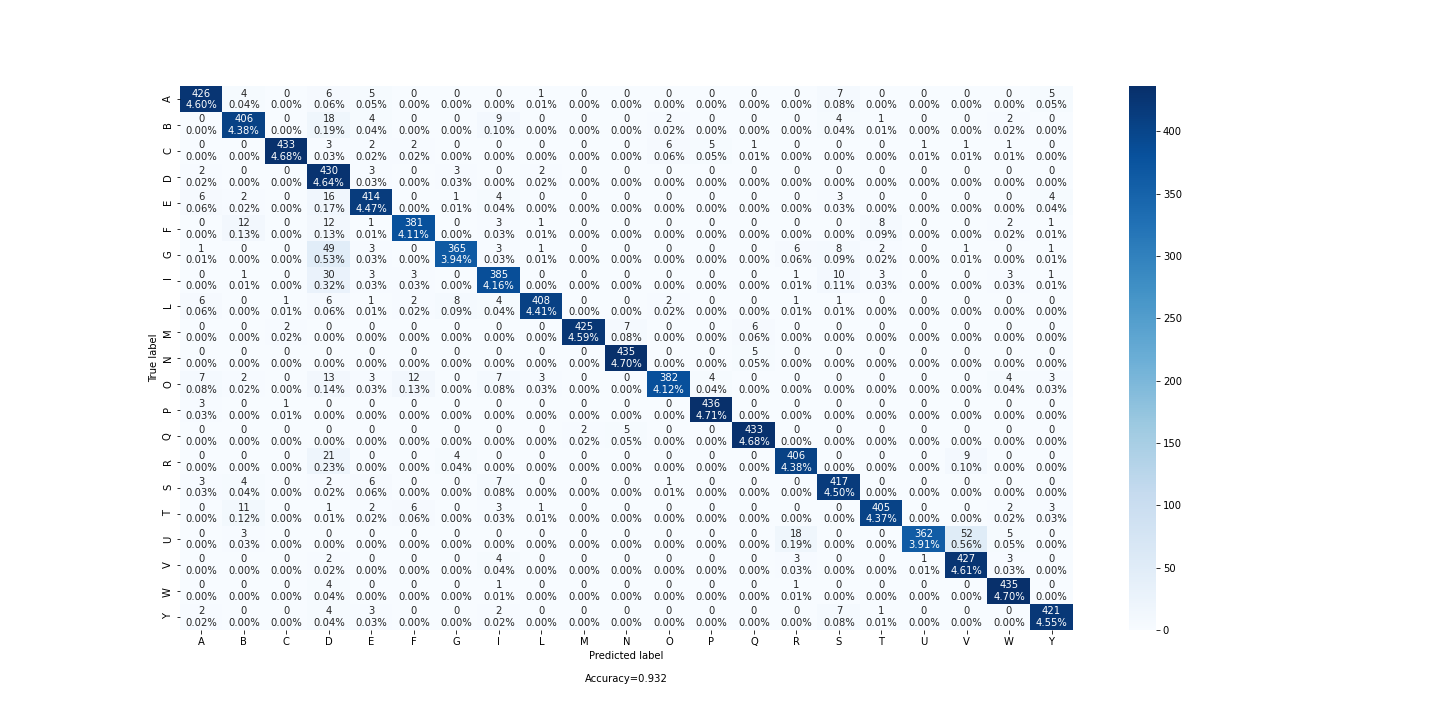 A 426 4 0 6 5 0 0 0 1 0 0 0 0 0 0 7 0 0 0 0 5
4.60% 0.04% 0.00% 0.06% 0.05% 0.00% 0.00% 0.00% 0.01% 0.00% 0.00% 0.00% 0.00% 0.00% 0.00% 0.08% 0.00% 0.00% 0.00% 0.00% 0.05%
B 0 406 0 18 4 0 0 9 0 0 0 2 0 0 0 4 1 0 0 2 0
0.00% 4.38% 0.00% 0.19% 0.04% 0.00% 0.00% 0.10% 0.00% 0.00% 0.00% 0.02% 0.00% 0.00% 0.00% 0.04% 0.01% 0.00% 0.00% 0.02% 0.00%
C 0 0 433 3 2 2 0 0 0 0 0 6 5 1 0 0 0 1 1 1 0
0.00% 0.00% 4.68% 0.03% 0.02% 0.02% 0.00% 0.00% 0.00% 0.00% 0.00% 0.06% 0.05% 0.01% 0.00% 0.00% 0.00% 0.01% 0.01% 0.01% 0.00%
D 2 0 0 430 3 0 3 0 2 0 0 0 0 0 0 0 0 0 0 0 0
0.02% 0.00% 0.00% 4.64% 0.03% 0.00% 0.03% 0.00% 0.02% 0.00% 0.00% 0.00% 0.00% 0.00% 0.00% 0.00% 0.00% 0.00% 0.00% 0.00% 0.00%
E 6 2 0 16 414 0 1 4 0 0 0 0 0 0 0 3 0 0 0 0 4
0.06% 0.02% 0.00% 0.17% 4.47% 0.00% 0.01% 0.04% 0.00% 0.00% 0.00% 0.00% 0.00% 0.00% 0.00% 0.03% 0.00% 0.00% 0.00% 0.00% 0.04%
F 0 12 0 12 1 381 0 3 1 0 0 0 0 0 0 0 8 0 0 2 1
0.00% 0.13% 0.00% 0.13% 0.01% 4.11% 0.00% 0.03% 0.01% 0.00% 0.00% 0.00% 0.00% 0.00% 0.00% 0.00% 0.09% 0.00% 0.00% 0.02% 0.01%
G 1 0 0 49 3 0 365 3 1 0 0 0 0 0 6 8 2 0 1 0 1
0.01% 0.00% 0.00% 0.53% 0.03% 0.00% 3.94% 0.03% 0.01% 0.00% 0.00% 0.00% 0.00% 0.00% 0.06% 0.09% 0.02% 0.00% 0.01% 0.00% 0.01%
I 0 1 0 30 3 3 0 385 0 0 0 0 0 0 1 10 3 0 0 3 1
0.00% 0.01% 0.00% 0.32% 0.03% 0.03% 0.00% 4.16% 0.00% 0.00% 0.00% 0.00% 0.00% 0.00% 0.01% 0.11% 0.03% 0.00% 0.00% 0.03% 0.01%
L 6 0 1 6 1 2 8 4 408 0 0 2 0 0 1 1 0 0 0 0 0
0.06% 0.00% 0.01% 0.06% 0.01% 0.02% 0.09% 0.04% 4.41% 0.00% 0.00% 0.02% 0.00% 0.00% 0.01% 0.01% 0.00% 0.00% 0.00% 0.00% 0.00%
M 0 0 2 0 0 0 0 0 0 425 7 0 0 6 0 0 0 0 0 0 0
0.00% 0.00% 0.02% 0.00% 0.00% 0.00% 0.00% 0.00% 0.00% 4.59% 0.08% 0.00% 0.00% 0.06% 0.00% 0.00% 0.00% 0.00% 0.00% 0.00% 0.00%
N 0 0 0 0 0 0 0 0 0 0 435 0 0 5 0 0 0 0 0 0 0
0.00% 0.00% 0.00% 0.00% 0.00% 0.00% 0.00% 0.00% 0.00% 0.00% 4.70% 0.00% 0.00% 0.05% 0.00% 0.00% 0.00% 0.00% 0.00% 0.00% 0.00%
O 7 2 0 13 3 12 0 7 3 0 0 382 4 0 0 0 0 0 0 4 3
0.08% 0.02% 0.00% 0.14% 0.03% 0.13% 0.00% 0.08% 0.03% 0.00% 0.00% 4.12% 0.04% 0.00% 0.00% 0.00% 0.00% 0.00% 0.00% 0.04% 0.03%
P 3 0 1 0 0 0 0 0 0 0 0 0 436 0 0 0 0 0 0 0 0
0.03% 0.00% 0.01% 0.00% 0.00% 0.00% 0.00% 0.00% 0.00% 0.00% 0.00% 0.00% 4.71% 0.00% 0.00% 0.00% 0.00% 0.00% 0.00% 0.00% 0.00%
Q 0 0 0 0 0 0 0 0 0 2 5 0 0 433 0 0 0 0 0 0 0
0.00% 0.00% 0.00% 0.00% 0.00% 0.00% 0.00% 0.00% 0.00% 0.02% 0.05% 0.00% 0.00% 4.68% 0.00% 0.00% 0.00% 0.00% 0.00% 0.00% 0.00%
R 0 0 0 21 0 0 4 0 0 0 0 0 0 0 406 0 0 0 9 0 0
0.00% 0.00% 0.00% 0.23% 0.00% 0.00% 0.04% 0.00% 0.00% 0.00% 0.00% 0.00% 0.00% 0.00% 4.38% 0.00% 0.00% 0.00% 0.10% 0.00% 0.00%
S 3 4 0 2 6 0 0 7 0 0 0 1 0 0 0 417 0 0 0 0 0
0.03% 0.04% 0.00% 0.02% 0.06% 0.00% 0.00% 0.08% 0.00% 0.00% 0.00% 0.01% 0.00% 0.00% 0.00% 4.50% 0.00% 0.00% 0.00% 0.00% 0.00%
T 0 11 0 1 2 6 0 3 1 0 0 0 0 0 0 0 405 0 0 2 3
0.00% 0.12% 0.00% 0.01% 0.02% 0.06% 0.00% 0.03% 0.01% 0.00% 0.00% 0.00% 0.00% 0.00% 0.00% 0.00% 4.37% 0.00% 0.00% 0.02% 0.03%
U 0 3 0 0 0 0 0 0 0 0 0 0 0 0 18 0 0 362 52 5 0
0.00% 0.03% 0.00% 0.00% 0.00% 0.00% 0.00% 0.00% 0.00% 0.00% 0.00% 0.00% 0.00% 0.00% 0.19% 0.00% 0.00% 3.91% 0.56% 0.05% 0.00%
V 0 0 0 2 0 0 0 4 0 0 0 0 0 0 3 0 0 1 427 3 0
0.00% 0.00% 0.00% 0.02% 0.00% 0.00% 0.00% 0.04% 0.00% 0.00% 0.00% 0.00% 0.00% 0.00% 0.03% 0.00% 0.00% 0.01% 4.61% 0.03% 0.00%
W 0 0 0 4 0 0 0 1 0 0 0 0 0 0 1 0 0 0 0 435 0
0.00% 0.00% 0.00% 0.04% 0.00% 0.00% 0.00% 0.01% 0.00% 0.00% 0.00% 0.00% 0.00% 0.00% 0.01% 0.00% 0.00% 0.00% 0.00% 4.70% 0.00%
Y 2 0 0 4 3 0 0 2 0 0 0 0 0 0 0 7 1 0 0 0 421
0.02% 0.00% 0.00% 0.04% 0.03% 0.00% 0.00% 0.02% 0.00% 0.00% 0.00% 0.00% 0.00% 0.00% 0.00% 0.08% 0.01% 0.00% 0.00% 0.00% 4.55%
True label
A B C D E F G I L M N O P Q R S T U V W Y
Predicted label
Accuracy=0.932
400
350
300
250
200
150
100
50
0